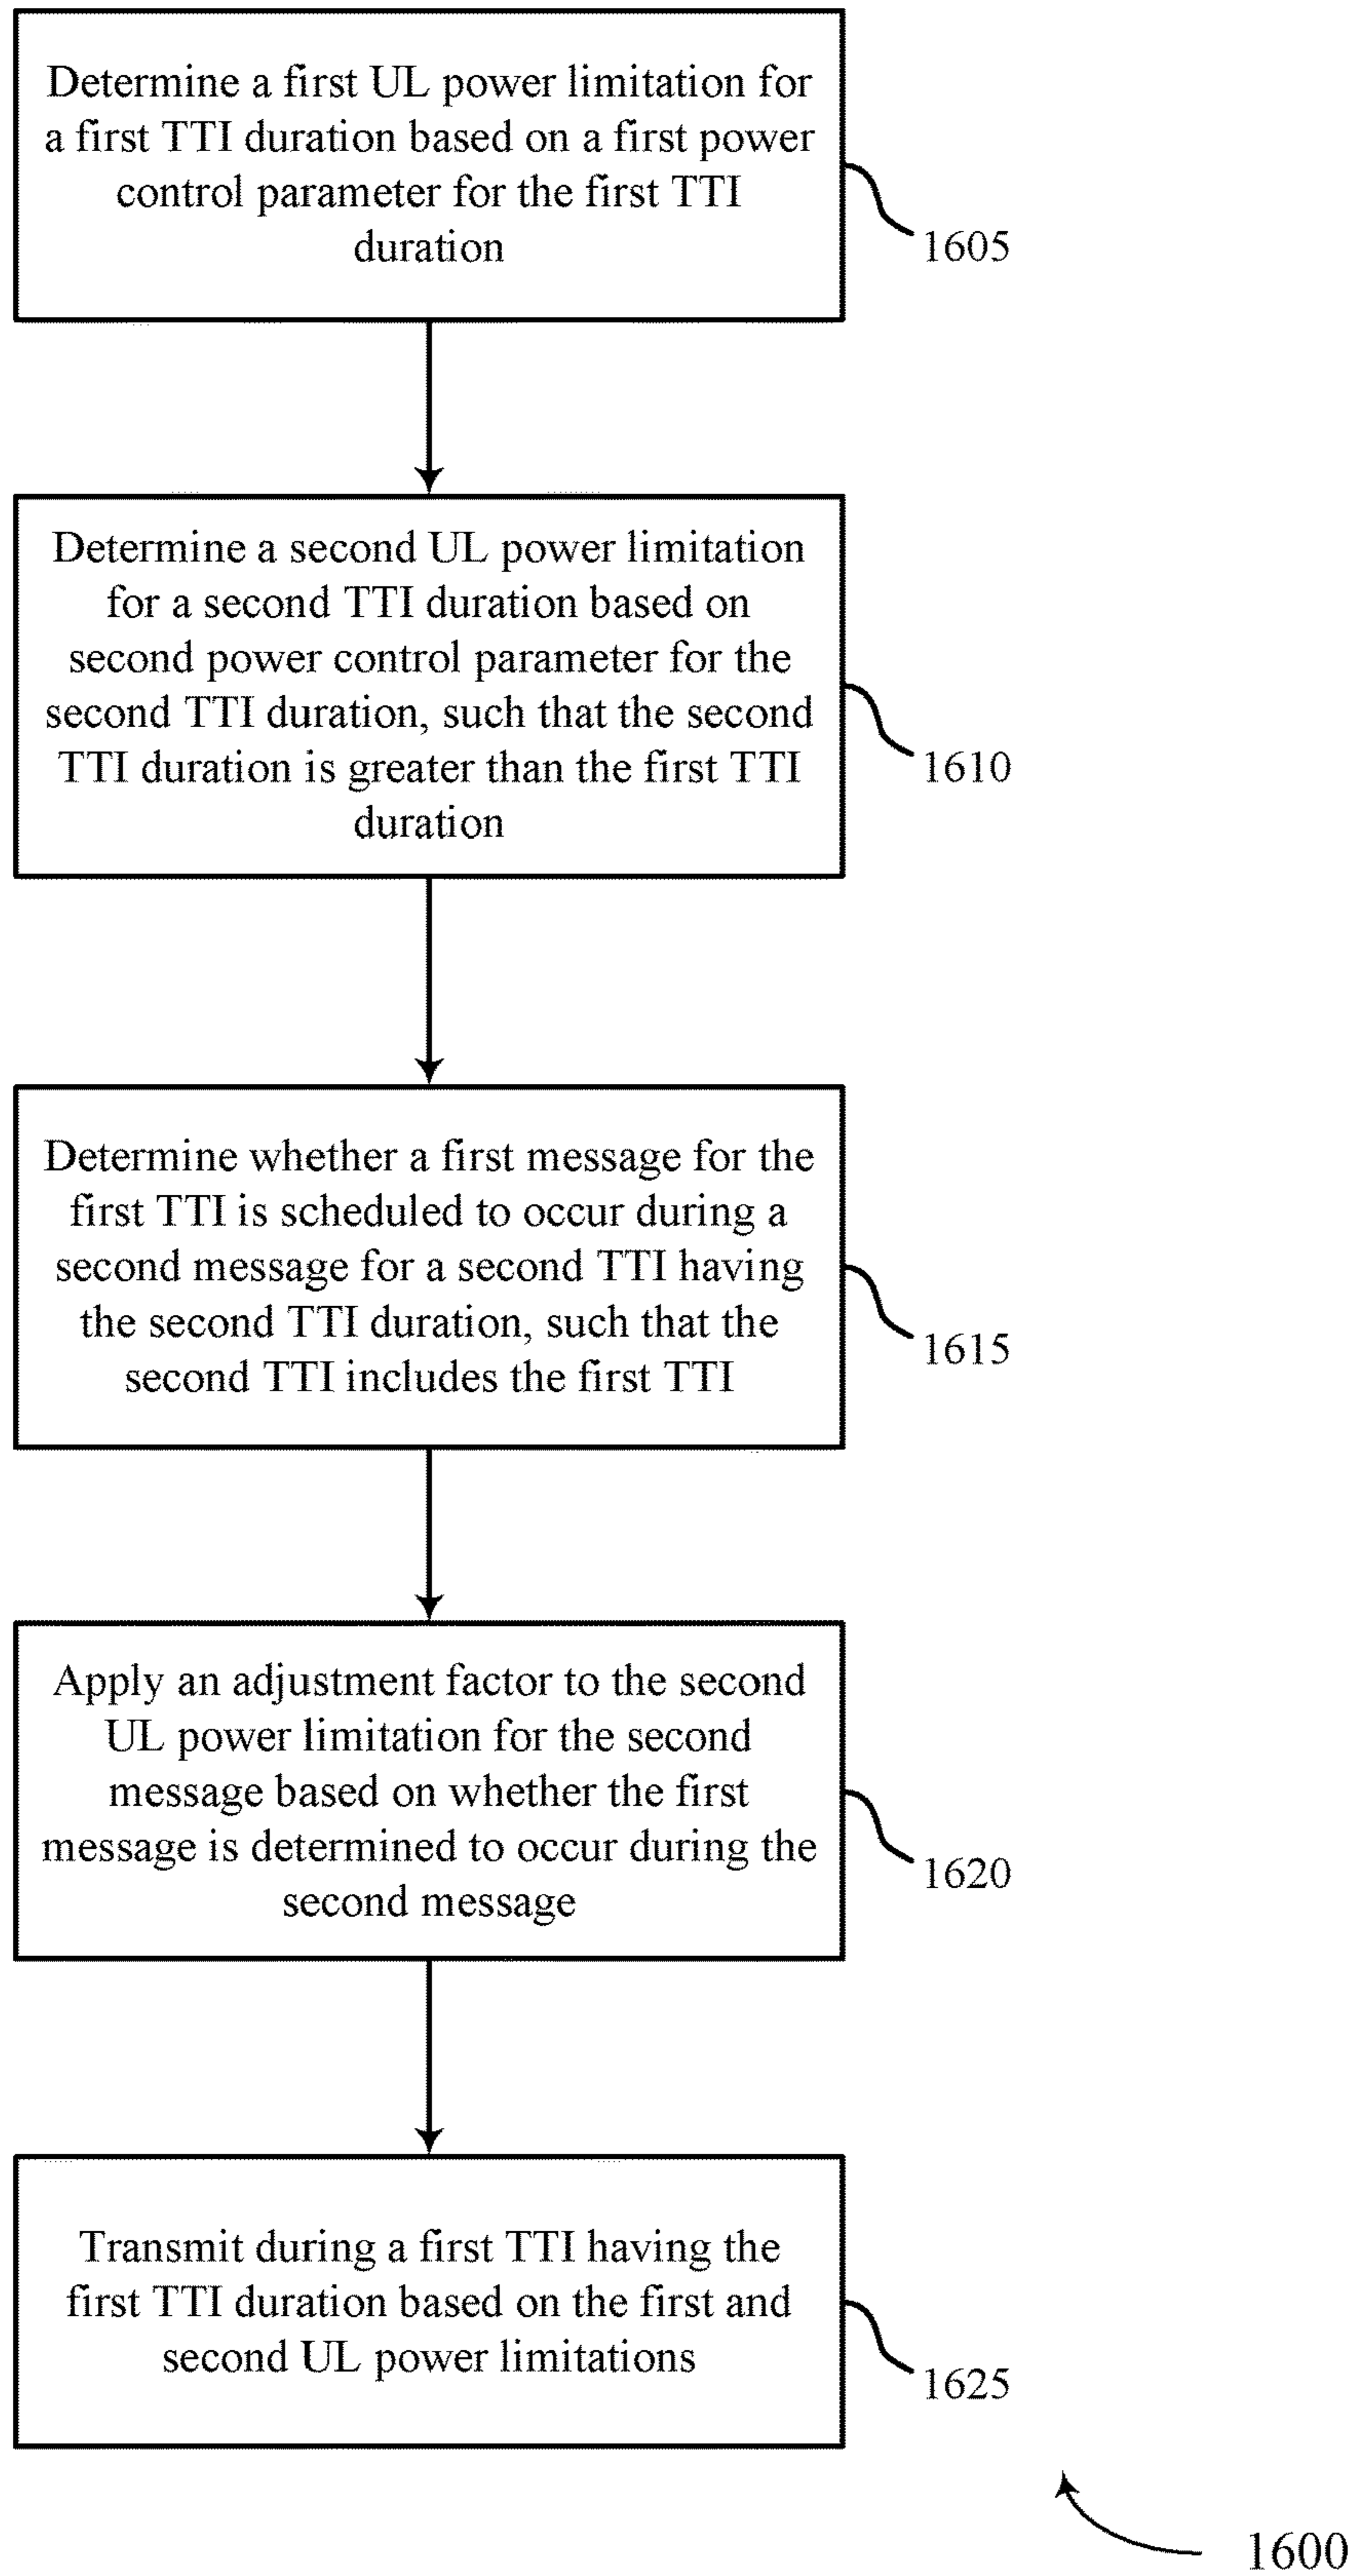 Determine a first UL power limitation for
a first TTI duration based on a first power
control parameter for the first TTI
duration
1605
Determine a second UL power limitation
for a second TTI duration based on
second power control parameter for the
second TTI duration, such that the second
TTI duration is greater than the first TTI
duration
1610
Determine whether a first message for the
first TTI is scheduled to occur during a
second message for a second TTI having
the second TTI duration, such that the
second TTI includes the first TTI
1615
Apply an adjustment factor to the second
UL power limitation for the second
message based on whether the first
message is determined to occur during the
second message
1620
Transmit during a first TTI having the
first TTI duration based on the first and
second UL power limitations
1625
1600